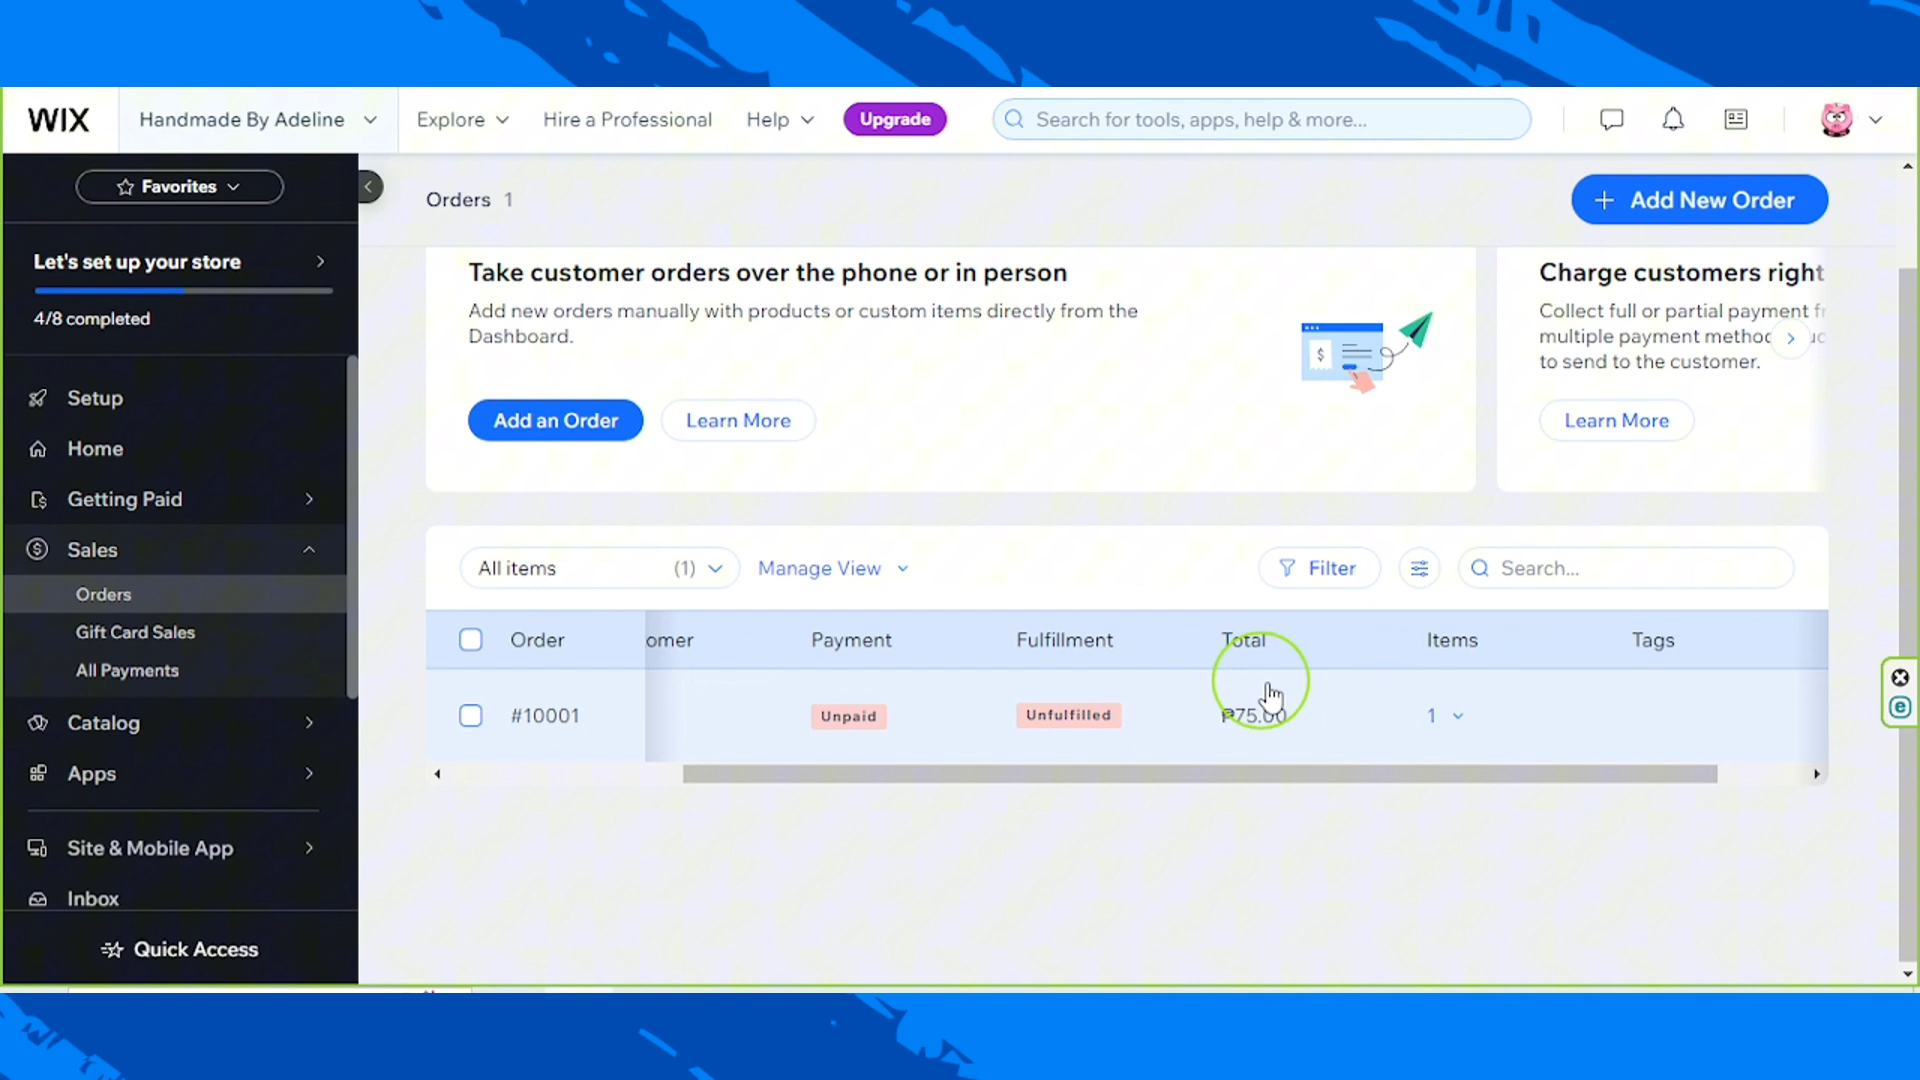 WIX
Handmade By Adeline
Explore
Hire a Professional
Help
Upgrade
Search for tools, apps, help & more...
Favorites
Let's set up your store
4/8 completed
Setup
Home
Getting Paid
Sales
Orders
Gift Card Sales
All Payments
Catalog
Apps
Site & Mobile App
Inbox
Quick Access
Orders 1
+ Add New Order
Take customer orders over the phone or in person
Add new orders manually with products or custom items directly from the
Dashboard.
Add an Order
Learn More
Charge customers right
Collect full or partial payment
multiple payment
to send to the customer.
Learn More
All items (1)
Manage View
Filter
Search...
Order omer Payment Fulfillment Total Items Tags
#10001 Unpaid Unfulfilled ₱75.00 1